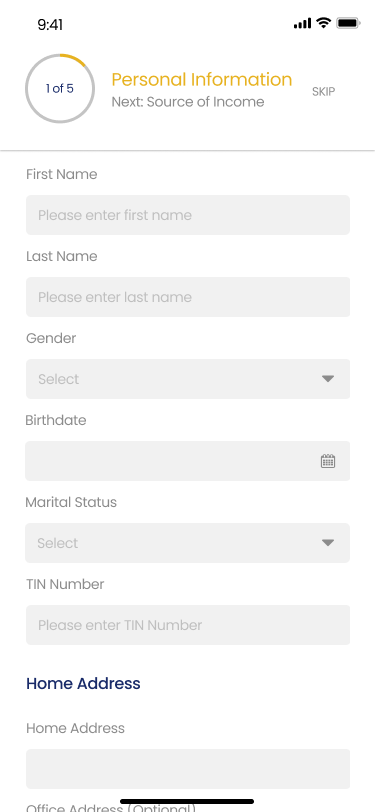 9:41
1 of 5
Personal Information
Next: Source of Income
SKIP
First Name
Please enter first name
Last Name
Please enter last name
Gender
Select
Birthdate
Marital Status
Select
TIN Number
Please enter TIN Number
Home Address
Home Address
Office Address (Optional)